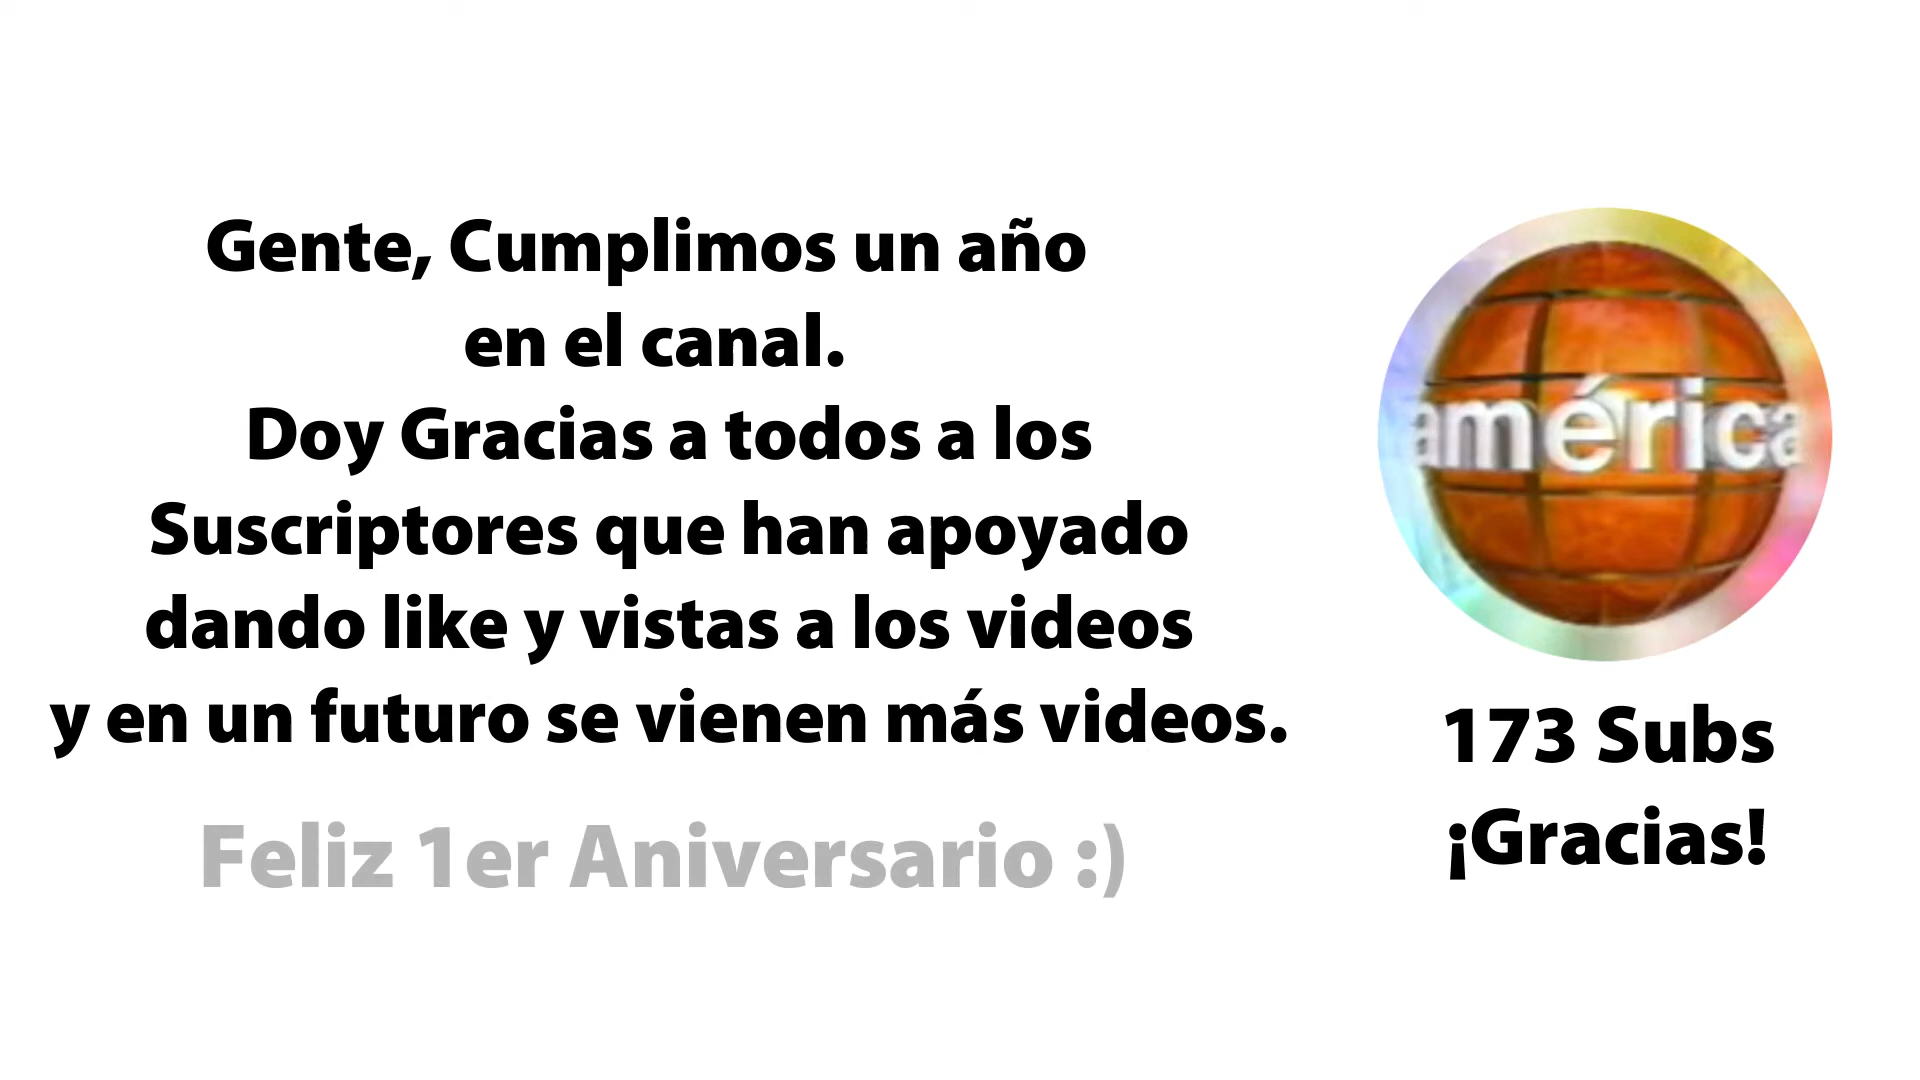 Gente, Cumplimos un año
en el canal.
Doy Gracias a todos a los
Suscriptores que han apoyado
dando like y vistas a los videos
y en un futuro se vienen más videos.
Feliz 1er Aniversario :)
américa
173 Subs
¡Gracias!